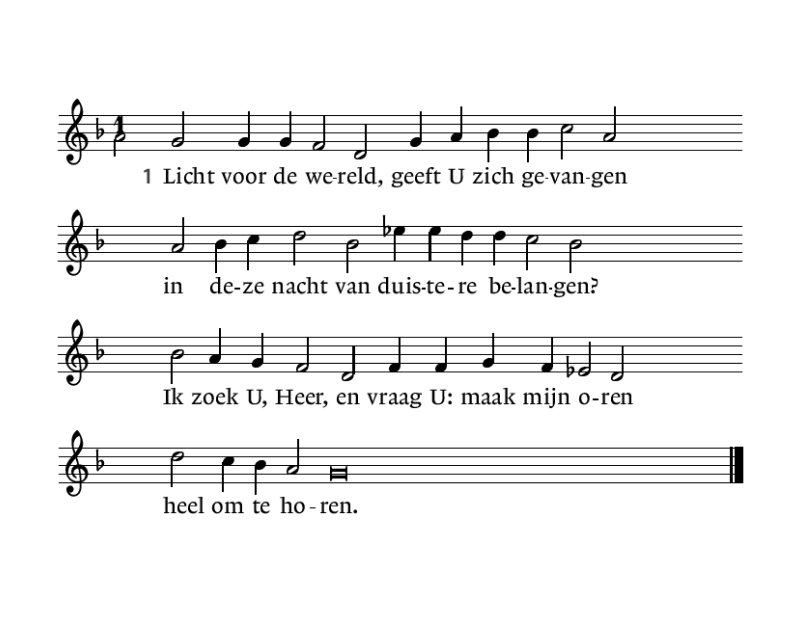 1
1 Licht voor de we-reld, geeft U zich ge-van-gen
in de-ze nacht van duis-te-re be-lan-gen?
Ik zoek U, Heer, en vraag U: maak mijn o-ren
heel om te ho-ren.